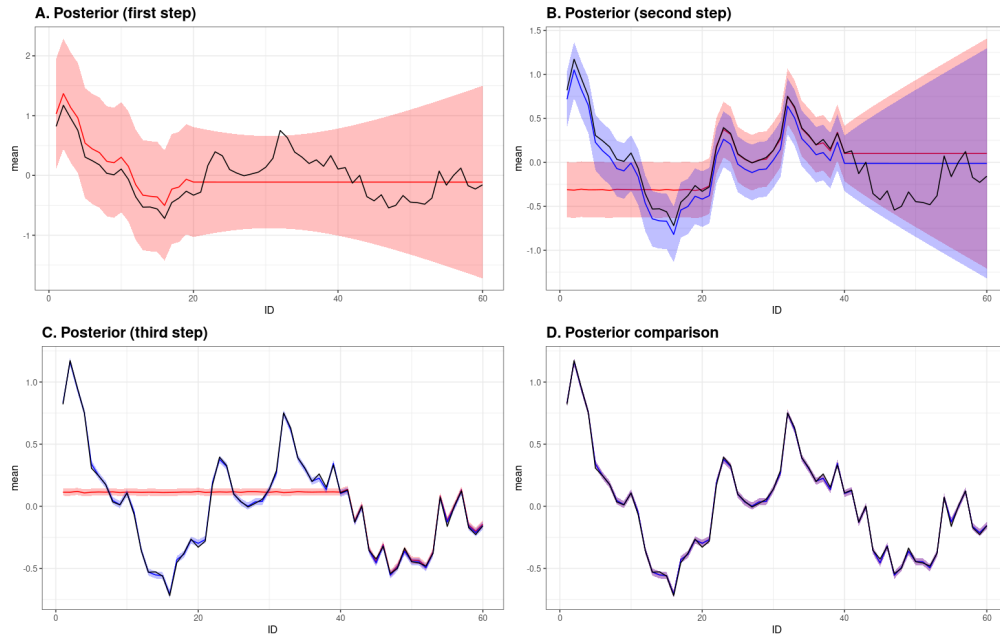 A. Posterior (first step)
mean
2
1
0
-1
0
20
40
60
ID
B. Posterior (second step)
mean
1.5
1.0
0.5
0.0
-0.5
-1.0
0
20
40
60
ID
C. Posterior (third step)
mean
1.0
0.5
0.0
-0.5
0
20
40
60
ID
D. Posterior comparison
mean
1.0
0.5
0.0
-0.5
0
20
40
60
ID